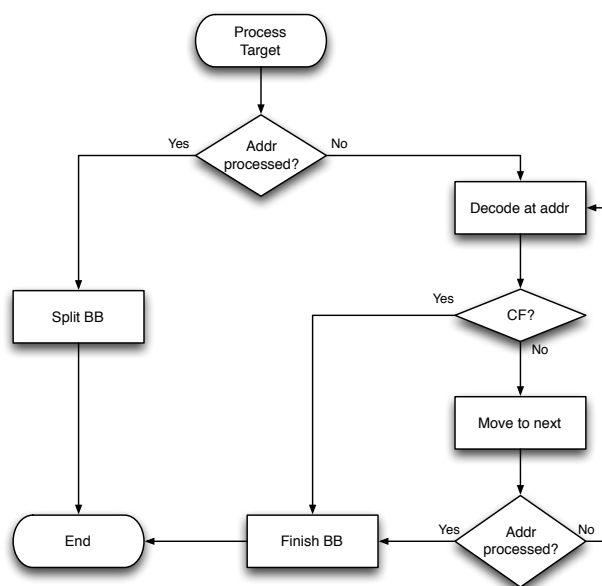 Process
Target
Yes
Addr
processed?
No
Decode at addr
Split BB
Yes
CF?
No
Move to next
End
Finish BB
Yes
Addr
processed?
No